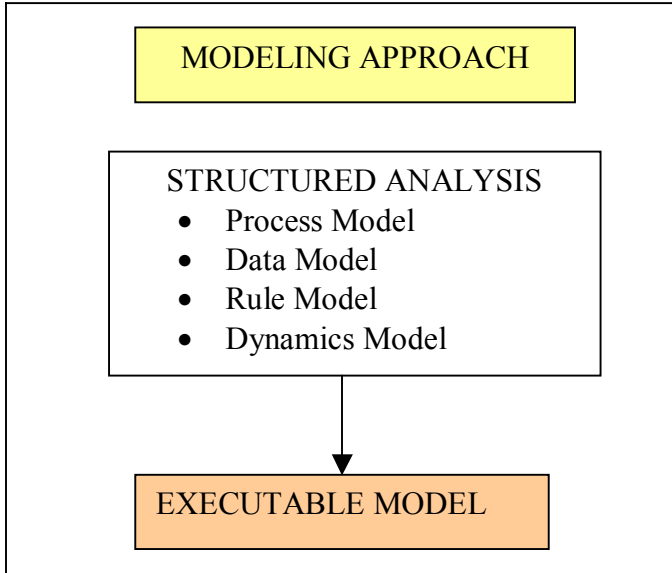 MODELING APPROACH
STRUCTURED ANALYSIS
• Process Model
• Data Model
• Rule Model
• Dynamics Model
EXECUTABLE MODEL